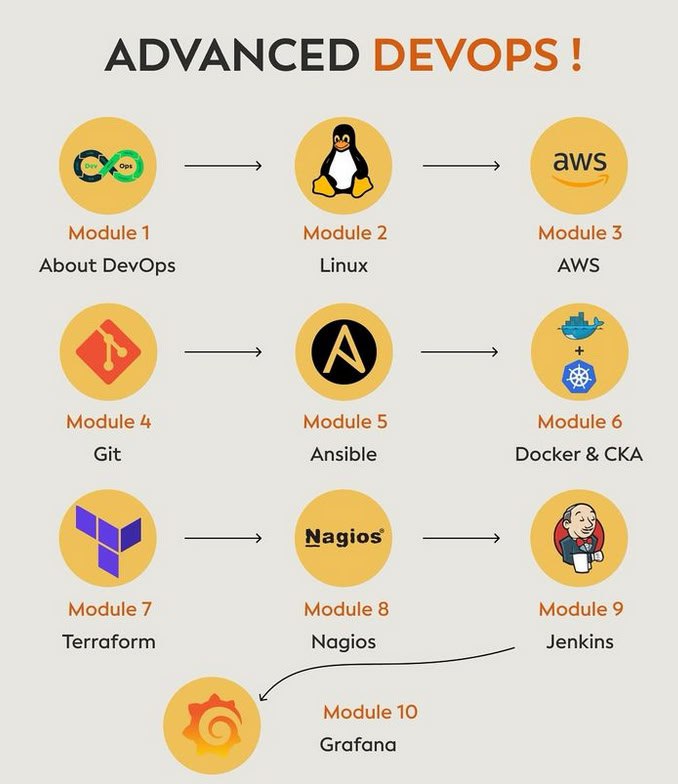 ADVANCED DEVOPS !
Dev Ops
aws
Module 1
Module 2
Module 3
About DevOps
Linux
AWS
+
Module 4
Module 5
Module 6
Git
Ansible
Docker & CKA
Nagios®
Module 7
Module 8
Module 9
Terraform
Nagios
Jenkins
Module 10
Grafana